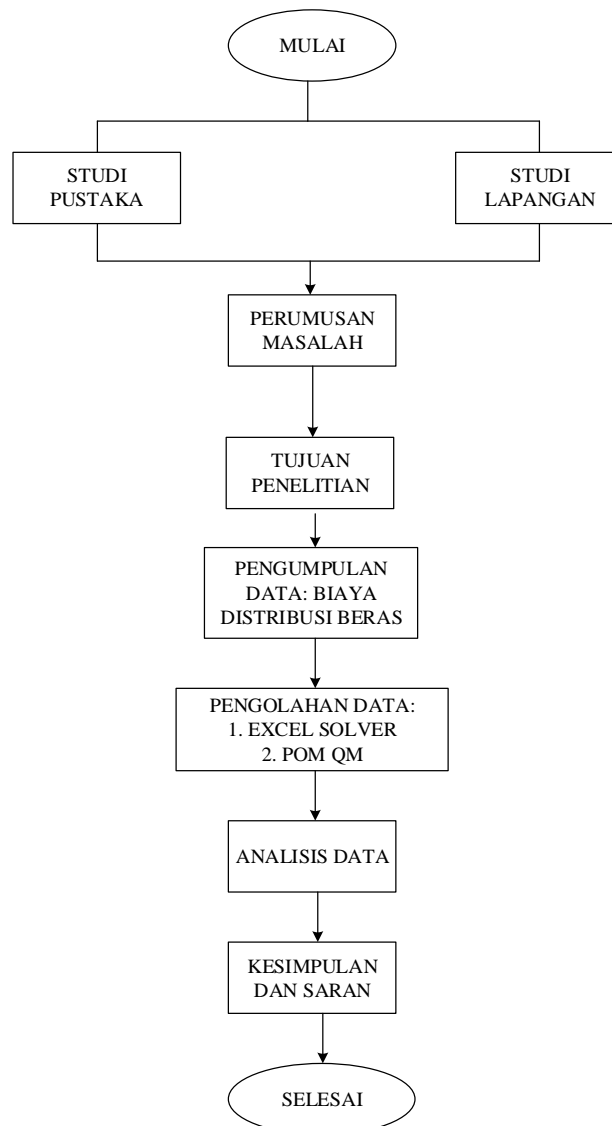 MULAI
STUDI
PUSTAKA
STUDI
LAPANGAN
PERUMUSAN
MASALAH
TUJUAN
PENELITIAN
PENGUMPULAN
DATA: BIAYA
DISTRIBUSI BERAS
PENGOLAHAN DATA:
1. EXCEL SOLVER
2. POM QM
ANALISIS DATA
KESIMPULAN
DAN SARAN
SELESAI